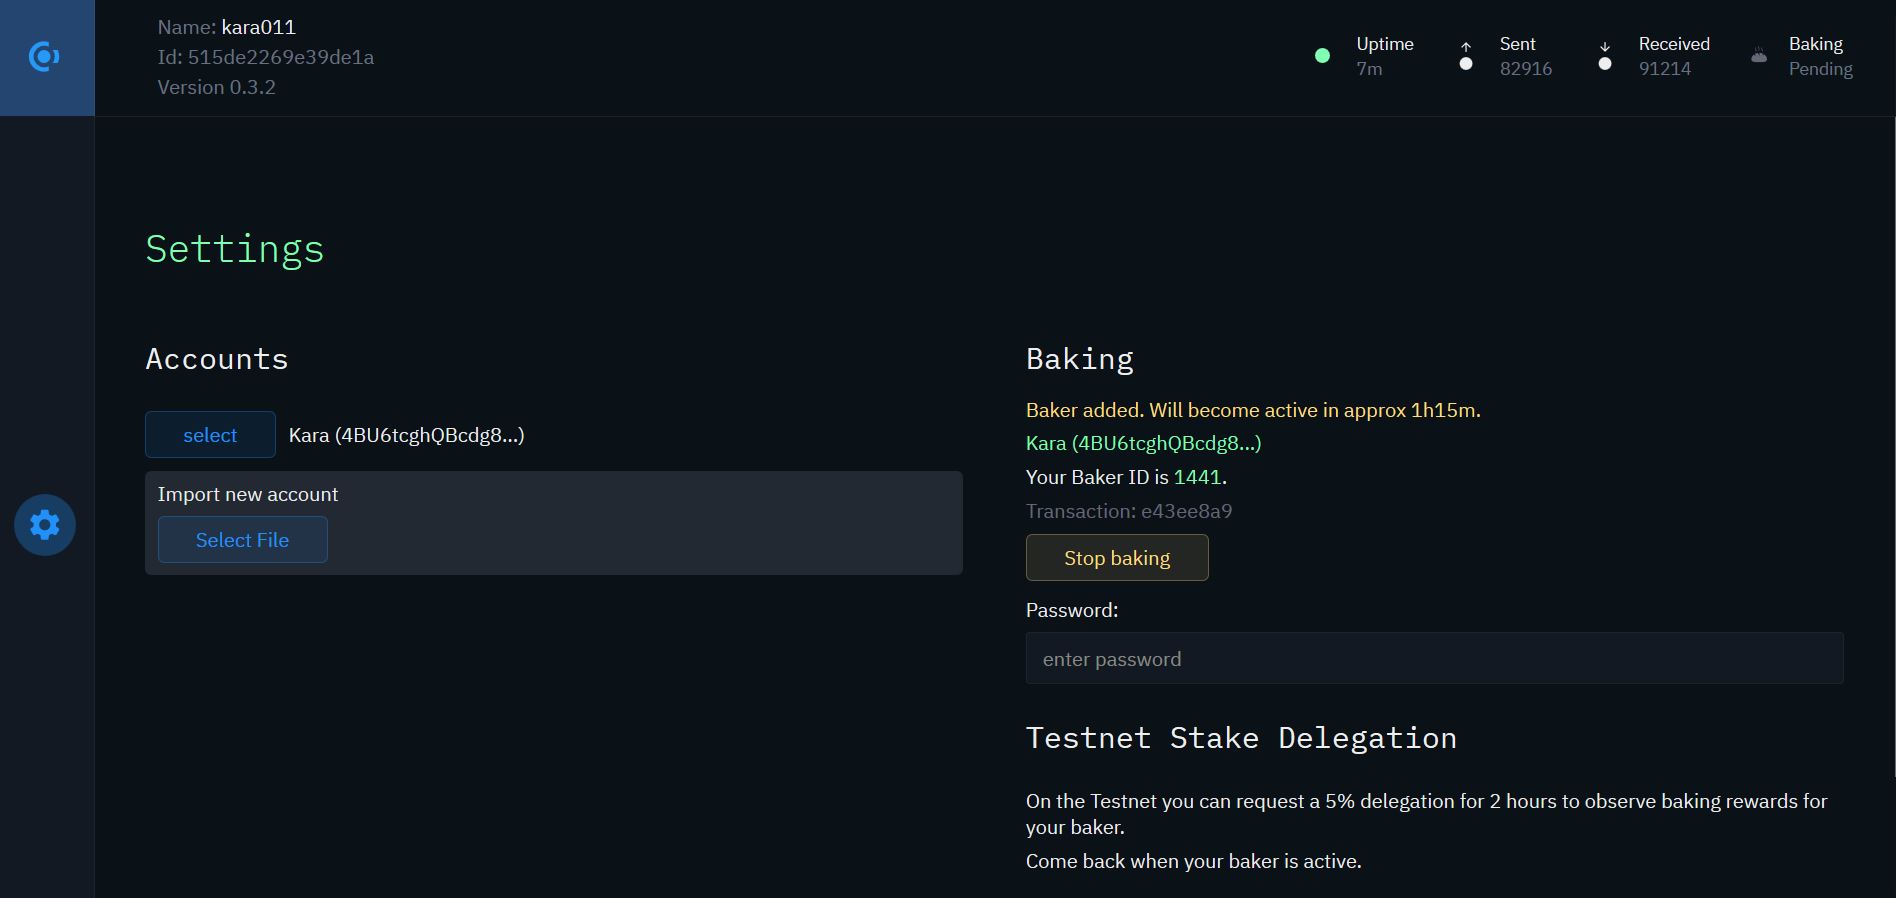 Name: kara011
Id: 515de2269e39de1a
Version 0.3.2
Uptime
7m
Sent
82916
Received
91214
Baking
Pending
Settings
Accounts
select
Kara (4BU6tcghQBcdg8...)
Import new account
Select File
Baking
Baker added. Will become active in approx 1h15m.
Kara (4BU6tcghQBcdg8...)
Your Baker ID is 1441.
Transaction: e43ee8a9
Stop baking
Password:
enter password
Testnet Stake Delegation
On the Testnet you can request a 5% delegation for 2 hours to observe baking rewards for
your baker.
Come back when your baker is active.